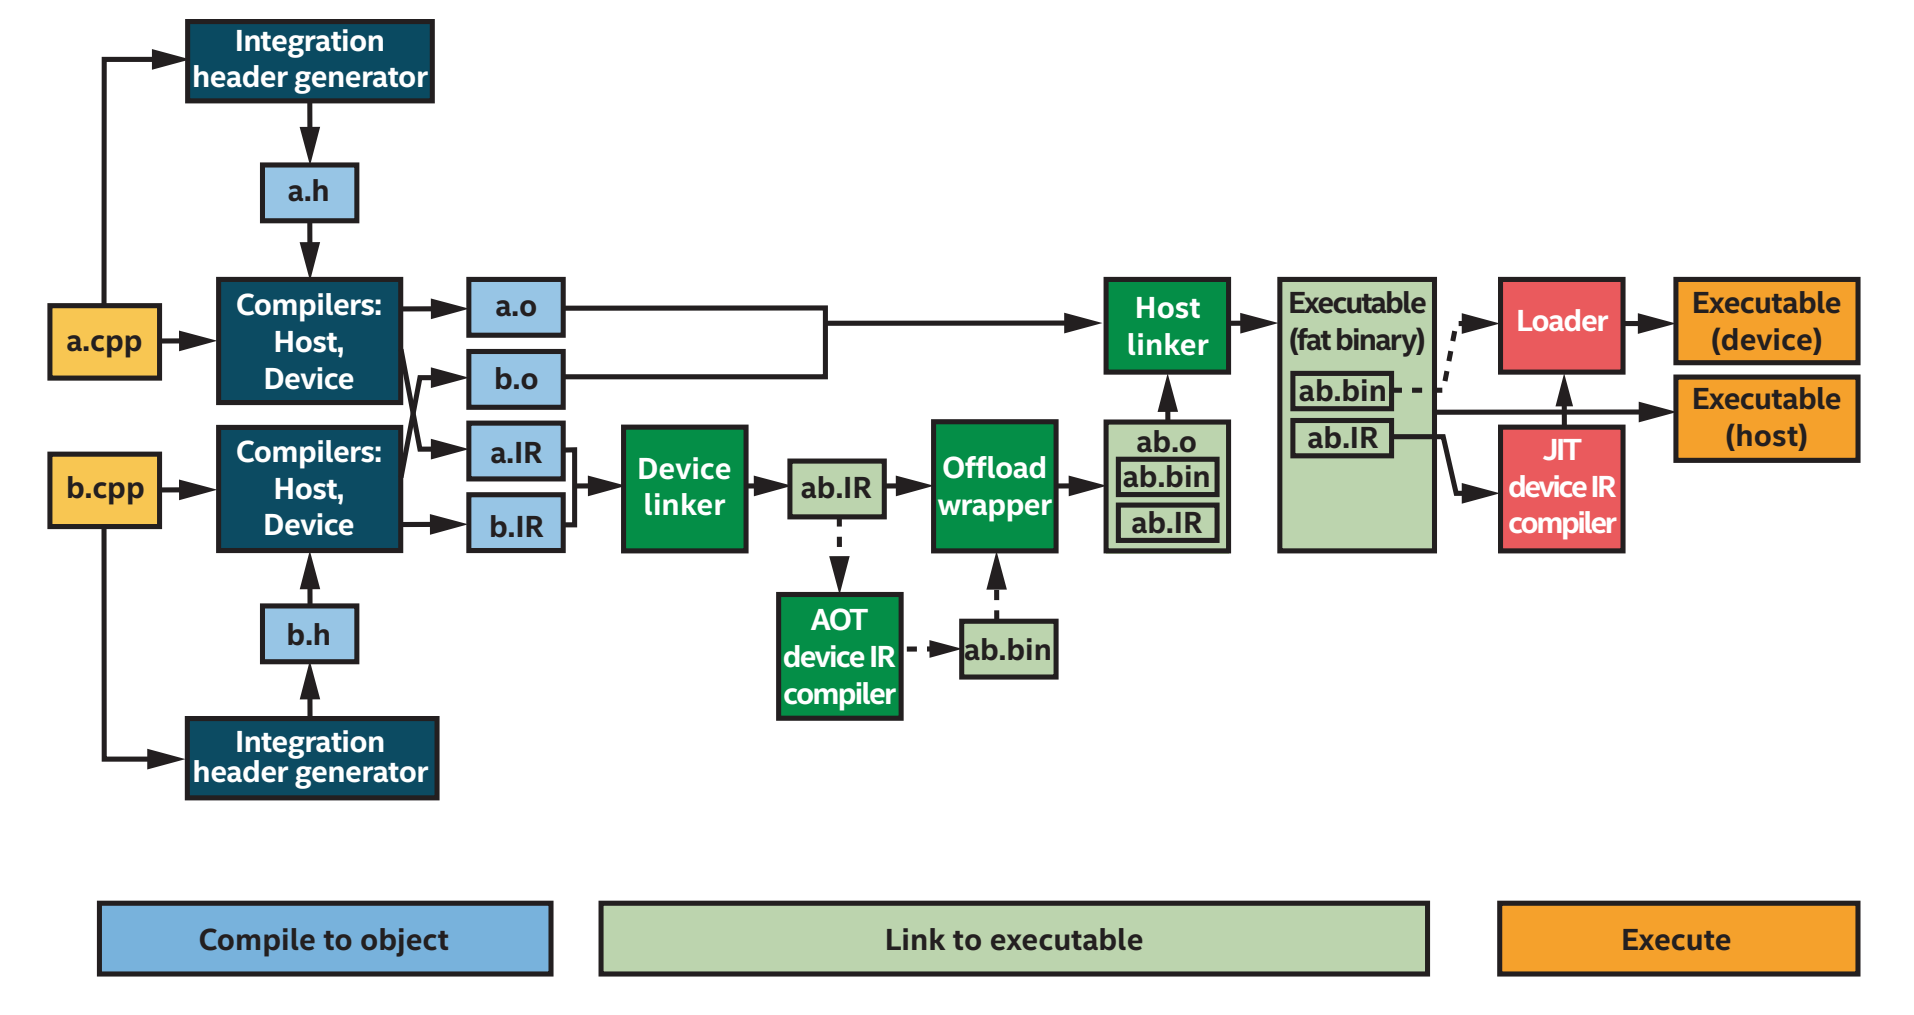 Integration
header generator
a.h
a.cpp
Compilers:
Host,
Device
a.o
b.o
b.cpp
Compilers:
Host,
Device
a.IR
b.IR
b.h
Integration
header generator
Device
linker
ab.IR
AOT
device IR
compiler
ab.bin
Offload
wrapper
ab.o
ab.bin
ab.IR
Host
linker
Executable
(fat binary)
ab.bin
ab.IR
Loader
JIT
device IR
compiler
Executable
(device)
Executable
(host)
Compile to object
Link to executable
Execute